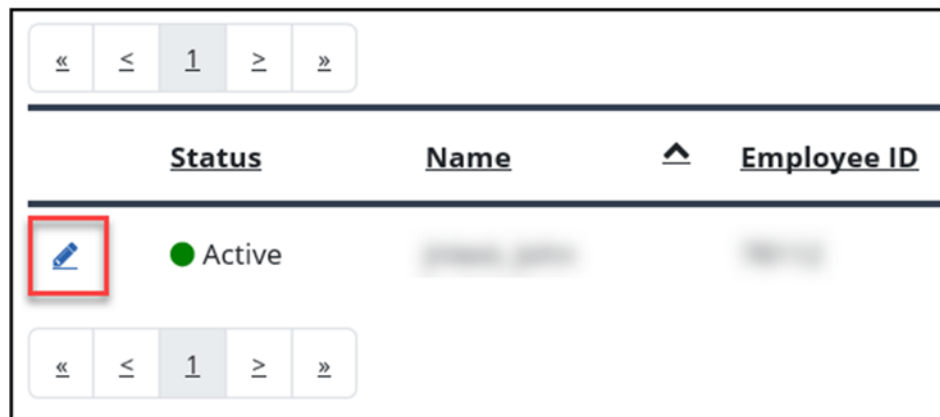 « < 1 > »
Status Name ^ Employee ID
Active
« < 1 > »